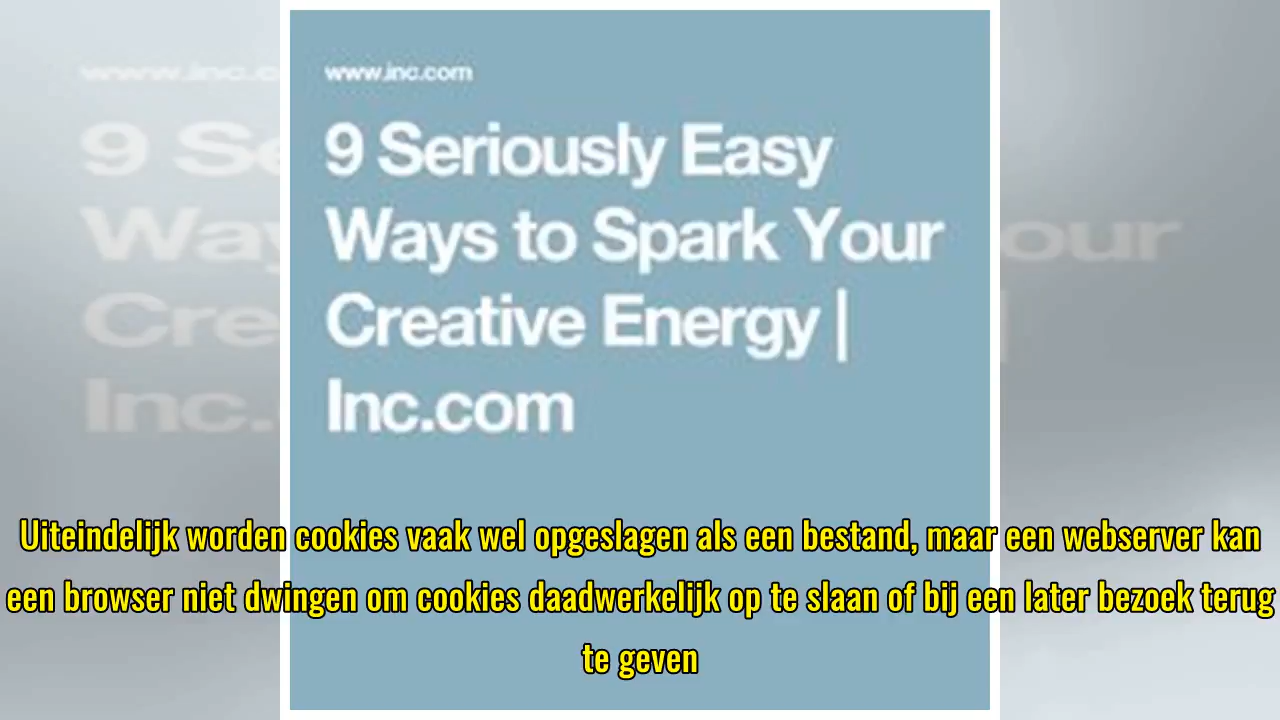 www.inc.com
9 Seriously Easy
Ways to Spark Your
Creative Energy |
Inc.com
Uiteindelijk worden cookies vaak wel opgeslagen als een bestand, maar een webserver kan
een browser niet dwingen om cookies daadwerkelijk op te slaan of bij een later bezoek terug
te geven